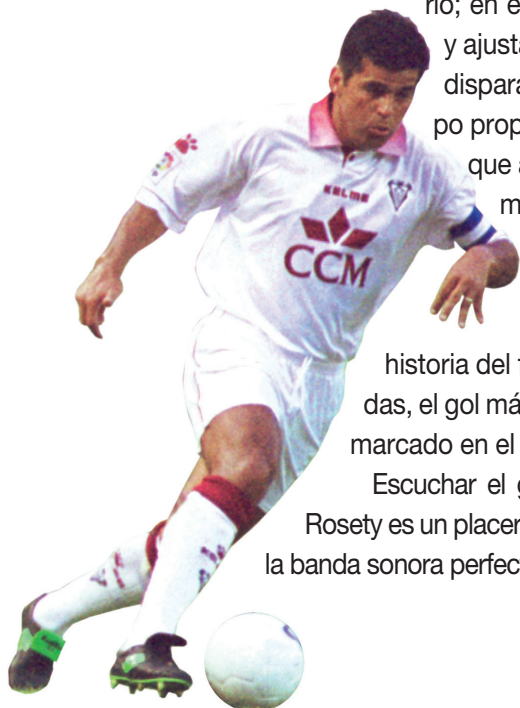 rio; en e
y ajusta
dispara
po prop
que a
m
KELME
CCM
historia del f
das, el gol má
marcado en el
Escuchar el g
Rosety es un placer
la banda sonora perfec